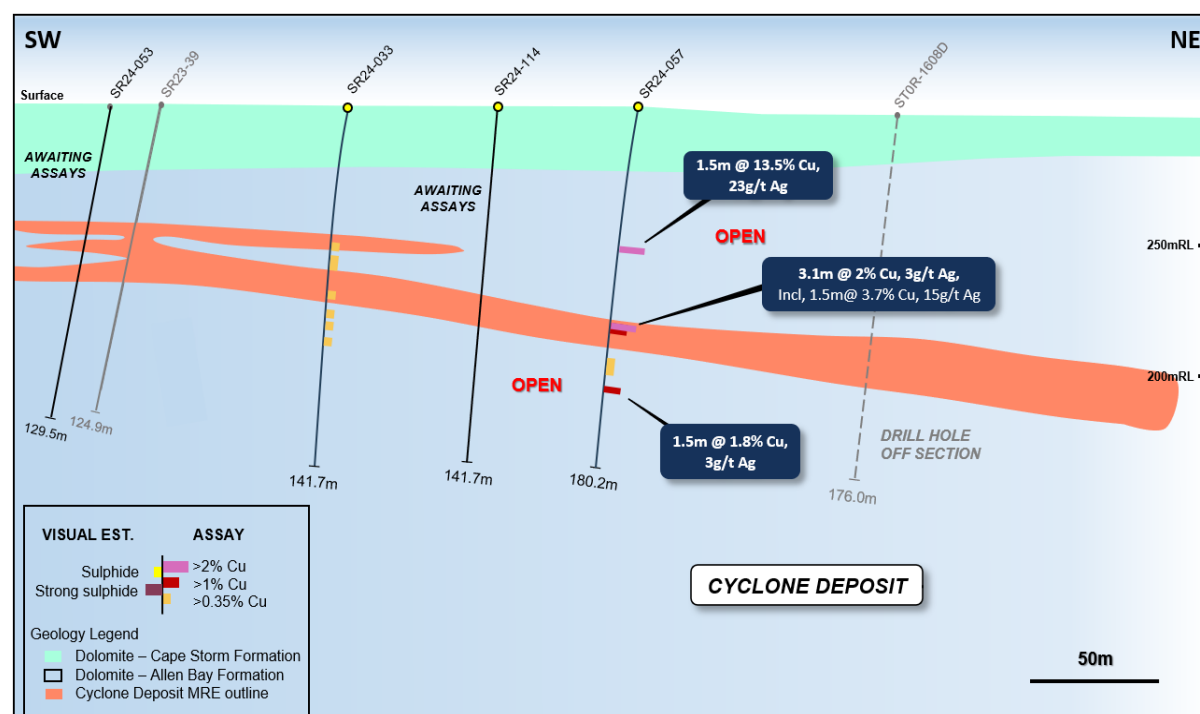 SW
NE
SR24-053
SR23-39
SR24-033
SR24-114
SR24-057
ST0R-1608D
Surface
AWAITING
ASSAYS
AWAITING
ASSAYS
1.5m @ 13.5% Cu,
23g/t Ag
OPEN
250mRL
3.1m @ 2% Cu, 3g/t Ag,
Incl, 1.5m@ 3.7% Cu, 15g/t Ag
200mRL
OPEN
129.5m
124.9m
1.5m @ 1.8% Cu,
3g/t Ag
DRILL HOLE
OFF SECTION
141.7m
141.7m
180.2m
176.0m
VISUAL EST.
ASSAY
Sulphide
Strong sulphide
>2% Cu
>1% Cu
>0.35% Cu
Geology Legend
Dolomite – Cape Storm Formation
Dolomite – Allen Bay Formation
Cyclone Deposit MRE outline
CYCLONE DEPOSIT
50m